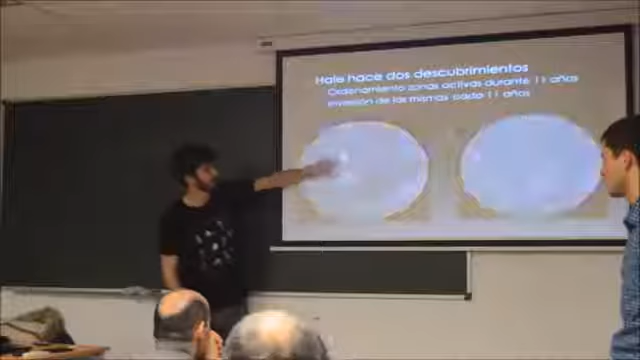 Hale hace dos descubrimientos
Ordenamiento zonas activas durante 11 años
Inversión de las mismas cada 11 años